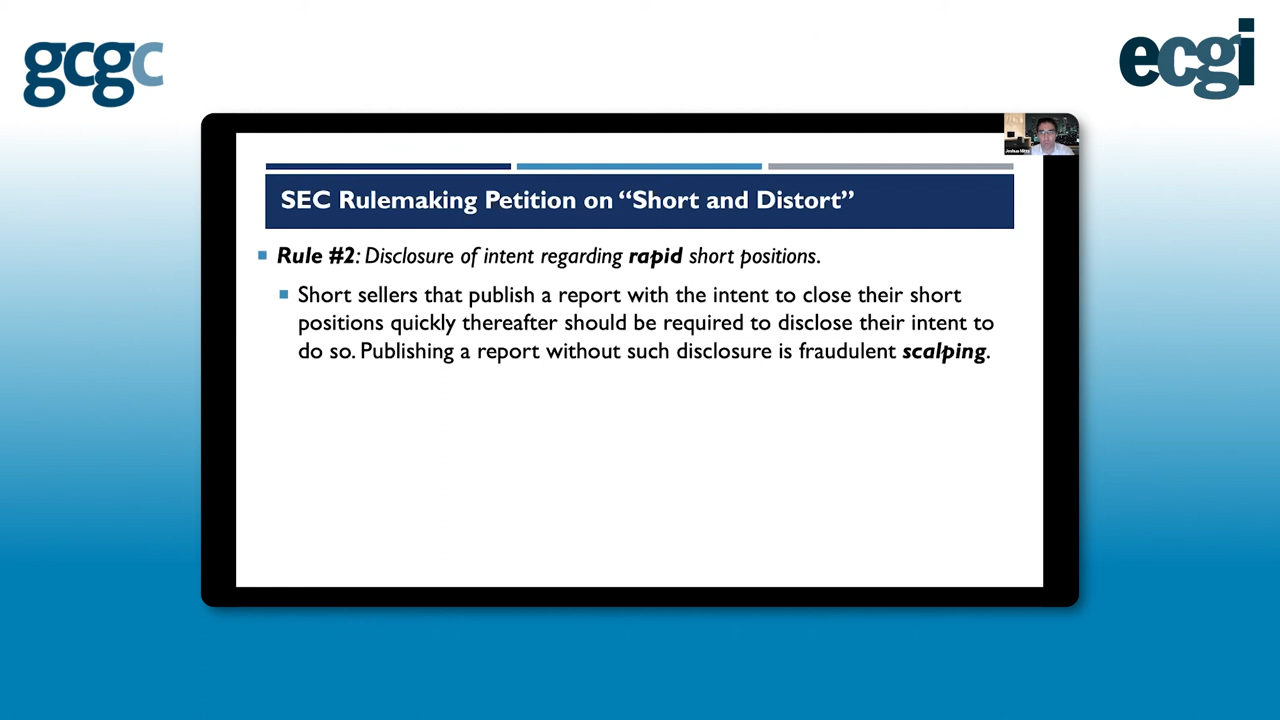 gcgc
ecgi
Joshua Mitts
SEC Rulemaking Petition on “Short and Distort”
Rule #2: Disclosure of intent regarding rapid short positions.
Short sellers that publish a report with the intent to close their short
positions quickly thereafter should be required to disclose their intent to
do so. Publishing a report without such disclosure is fraudulent scalping.